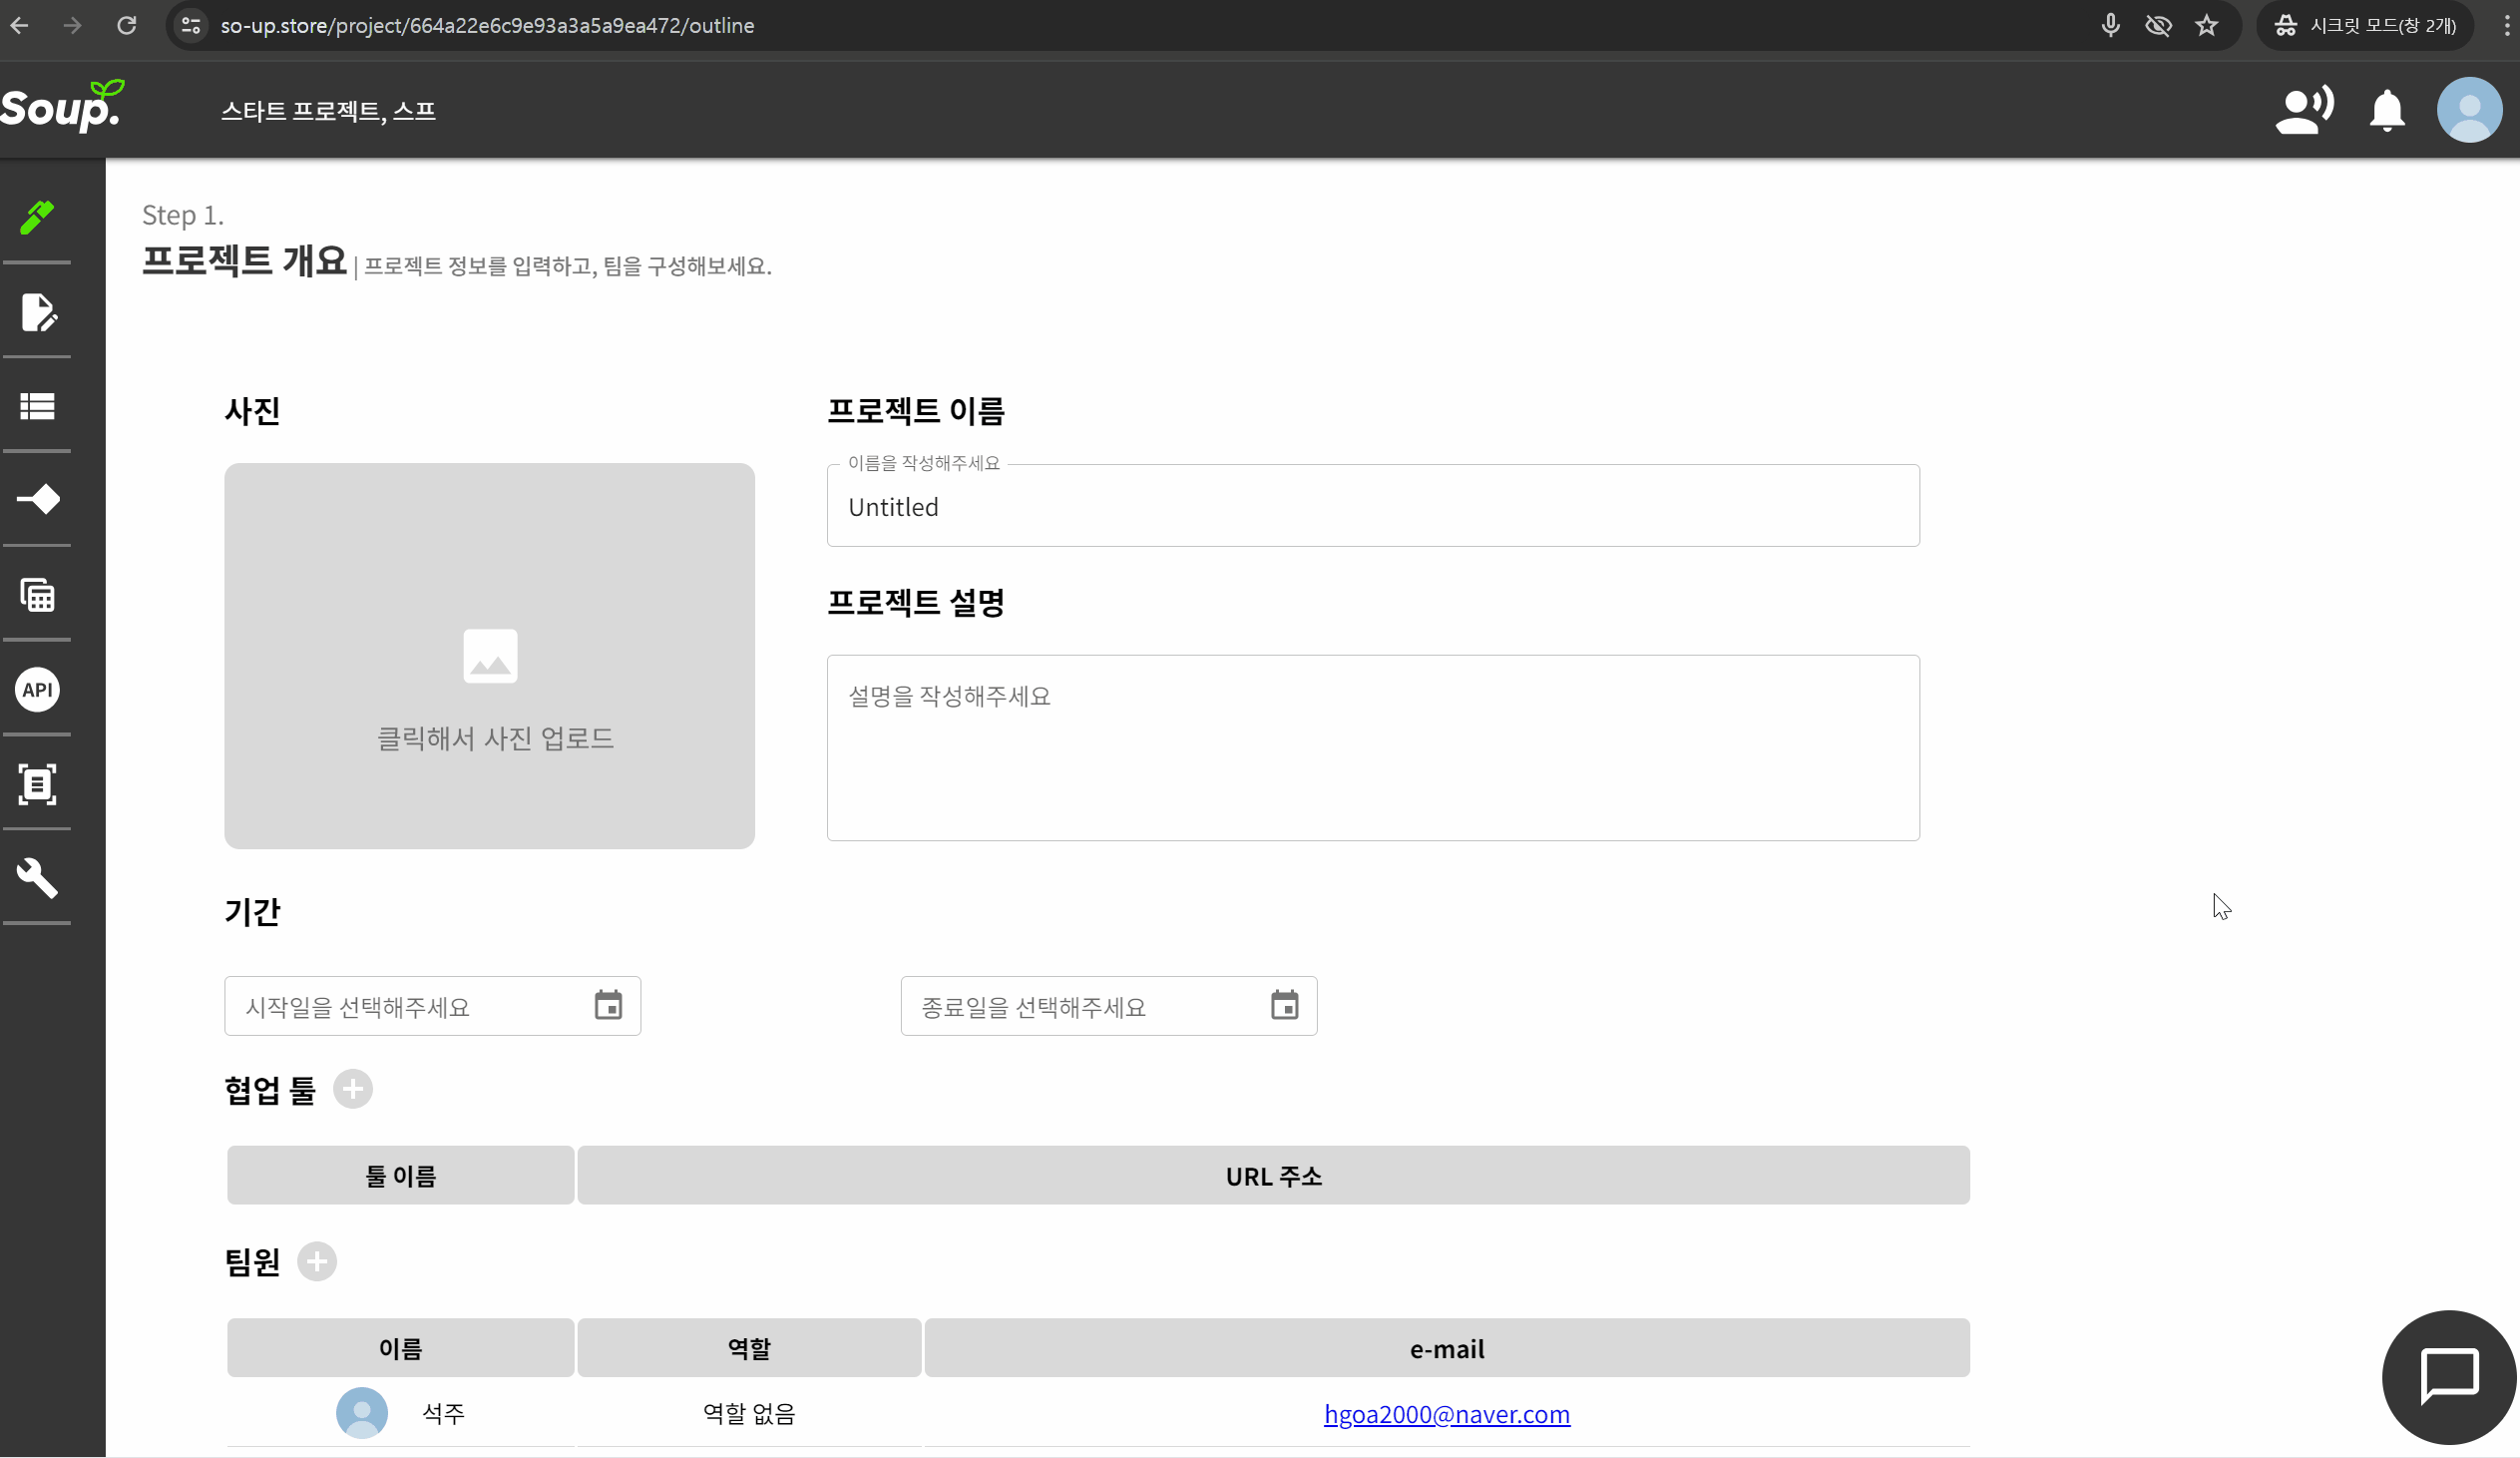 so-up.store/project/664a22e6c9e93a3a5a9ea472/outline
시크릿 모드(창 2개)
Soup.
스타트 프로젝트, 스프
Step 1.
프로젝트 개요 | 프로젝트 정보를 입력하고, 팀을 구성해보세요.
사진
프로젝트 이름
이름을 작성해주세요
Untitled
프로젝트 설명
설명을 작성해주세요
클릭해서 사진 업로드
API
기간
시작일을 선택해주세요
종료일을 선택해주세요
협업 툴
툴 이름
URL 주소
팀원
이름
역할
e-mail
석주
역할 없음
hgoa2000@naver.com